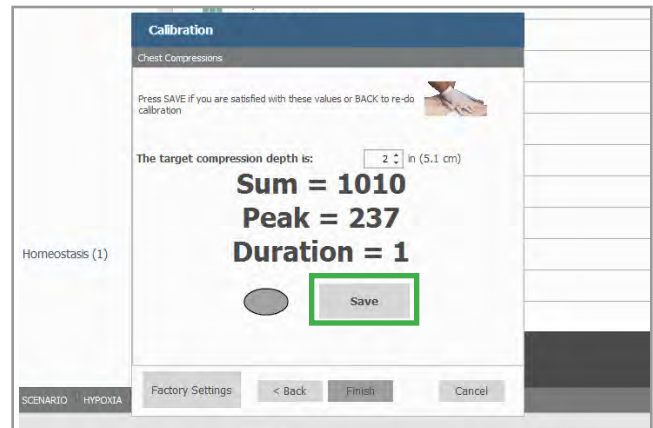 Calibration
Chest Compressions
Press SAVE if you are satisfied with these values or BACK to re-do
calibration
The target compression depth is: 2 in (5.1 cm)
Sum = 1010
Peak = 237
Duration = 1
Homeostasis (1)
Save
Factory Settings < Back Finish Cancel
SCENARIO HYPOXIA